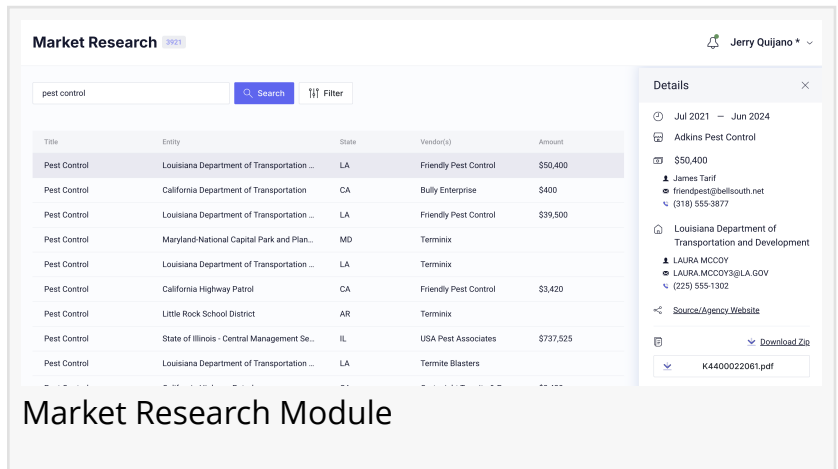 Market Research 3921
Jerry Quijano *
pest control
Search
Filter
Title Entity State Vendor(s) Amount
Pest Control Louisiana Department of Transportation ... LA Friendly Pest Control $50,400
Pest Control California Department of Transportation CA Bully Enterprise $400
Pest Control Louisiana Department of Transportation ... LA Friendly Pest Control $39,500
Pest Control Maryland-National Capital Park and Plan... MD Terminix
Pest Control Louisiana Department of Transportation ... LA Terminix
Pest Control California Highway Patrol CA Friendly Pest Control $3,420
Pest Control Little Rock School District AR Terminix
Pest Control State of Illinois - Central Management Se... IL USA Pest Associates $737,525
Pest Control Louisiana Department of Transportation ... LA Termite Blasters
Details
Jul 2021 — Jun 2024
Adkins Pest Control
$50,400
James Tarif
friendpest@bellsouth.net
(318) 555-3877
Louisiana Department of
Transportation and Development
LAURA MCCOY
LAURA.MCCOY3@LA.GOV
(225) 555-1302
Source/Agency Website
Download Zip
K4400022061.pdf
Market Research Module